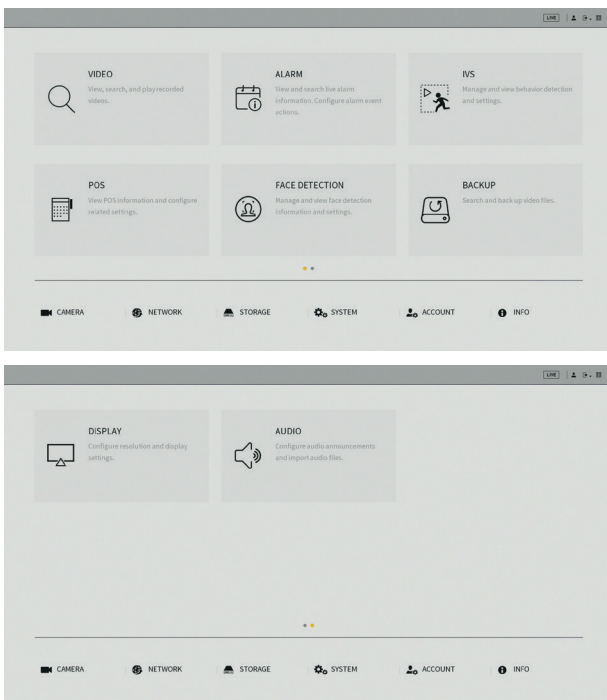 LIVE
VIDEO
View, search, and play recorded
videos.
ALARM
View and search live alarm
information. Configure alarm event
actions.
IVS
Manage and view behavior detection
and settings.
POS
View POS information and configure
related settings.
FACE DETECTION
Manage and view face detection
information and settings.
BACKUP
Search and back up video files.
CAMERA
NETWORK
STORAGE
SYSTEM
ACCOUNT
INFO
LIVE
DISPLAY
Configure resolution and display
settings.
AUDIO
Configure audio announcements
and import audio files.
CAMERA
NETWORK
STORAGE
SYSTEM
ACCOUNT
INFO